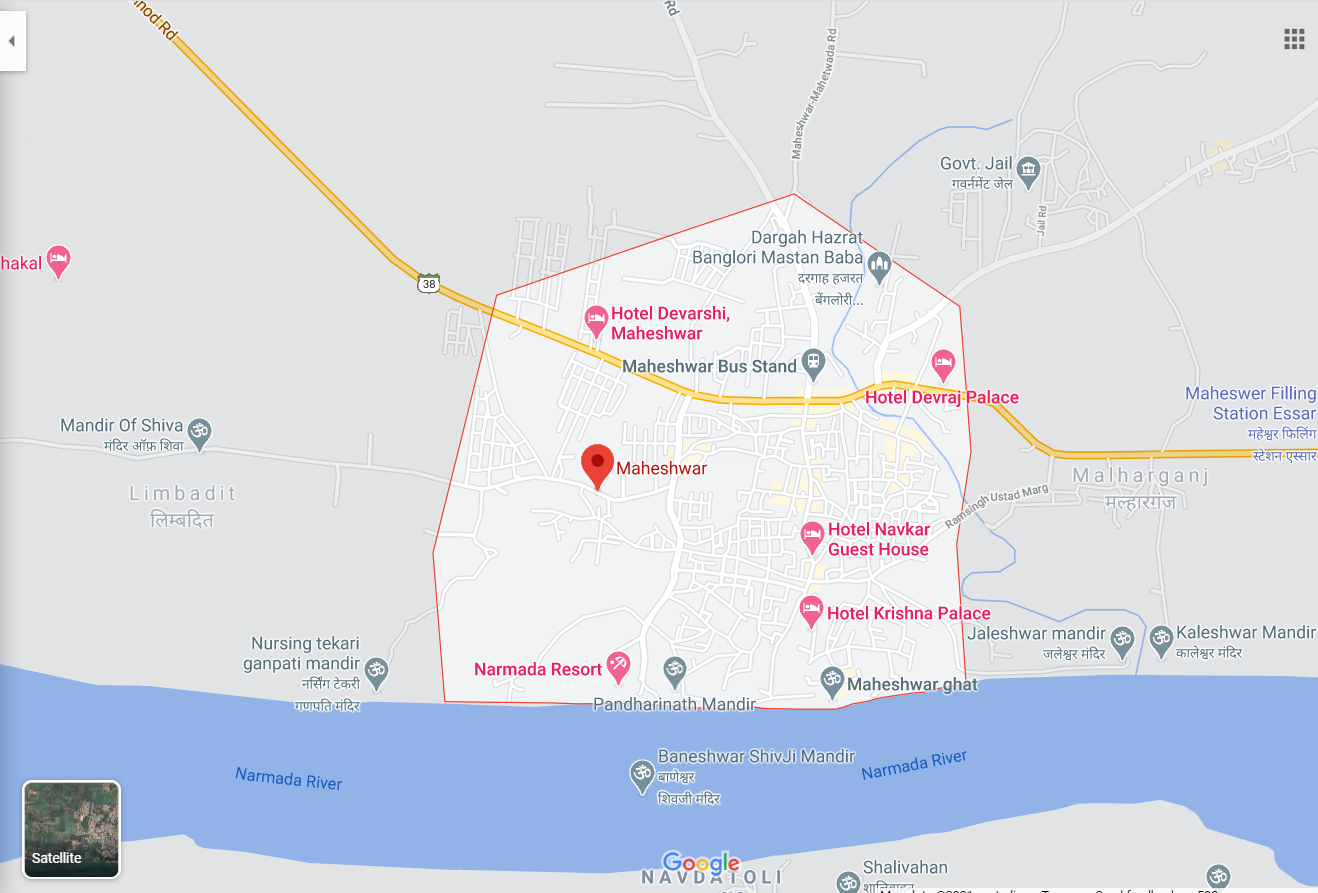 Rd
Maheshwar-Mahetwada Rd
Govt. Jail
गवर्नमेंट जेल
Jail Rd
Dargah Hazrat
Banglori Mastan Baba
दरगाह हजरत
बेंगलोरी...
hakal
38
Hotel Devarshi,
Maheshwar
Maheshwar Bus Stand
Hotel Devraj Palace
Maheswer Filling
Station Essar
महेश्वर फिलिंग
स्टेशन एस्सार
Mandir Of Shiva
मंदिर ऑफ़ शिवा
Maheshwar
Malharganj
मल्हारगंज
Limbadit
लिम्बदित
Ramsingh Ustad Marg
Hotel Navkar
Guest House
Hotel Krishna Palace
Jaleshwar mandir
जलेश्वर मंदिर
Kaleshwar Mandir
कालेश्वर मंदिर
Nursing tekari
ganpati mandir
नर्सिंग टेकरी
गणपति मंदिर
Narmada Resort
Pandharinath Mandir
Maheshwar ghat
Baneshwar ShivJi Mandir
बाणेश्वर
शिवजी मंदिर
Narmada River
Narmada River
Satellite
Google
NAVDATOLI
Shalivahan